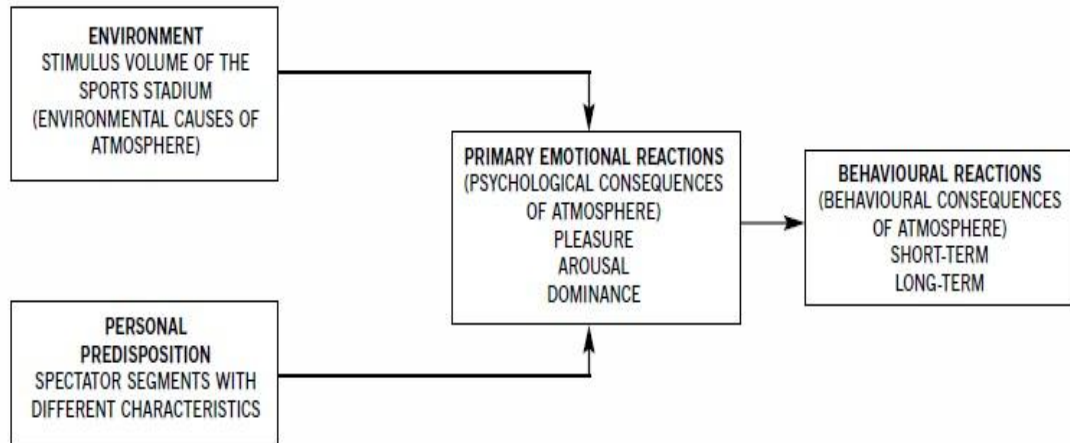 ENVIRONMENT
STIMULUS VOLUME OF THE
SPORTS STADIUM
(ENVIRONMENTAL CAUSES OF
ATMOSPHERE)
PERSONAL
PREDISPOSITION
SPECTATOR SEGMENTS WITH
DIFFERENT CHARACTERISTICS
PRIMARY EMOTIONAL REACTIONS
(PSYCHOLOGICAL CONSEQUENCES
OF ATMOSPHERE)
PLEASURE
AROUSAL
DOMINANCE
BEHAVIOURAL REACTIONS
(BEHAVIOURAL CONSEQUENCES
OF ATMOSPHERE)
SHORT-TERM
LONG-TERM